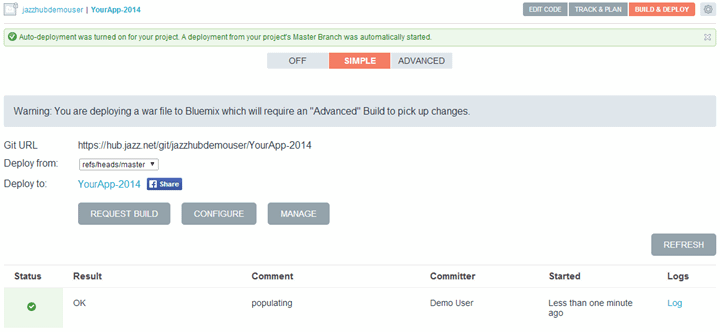 jazzhubdemouser | YourApp-2014
EDIT CODE TRACK & PLAN BUILD & DEPLOY
Auto-deployment was turned on for your project. A deployment from your project's Master Branch was automatically started.
OFF SIMPLE ADVANCED
Warning: You are deploying a war file to Bluemix which will require an "Advanced" Build to pick up changes.
Git URL https://hub.jazz.net/git/jazzhubdemouser/YourApp-2014
Deploy from: refs/heads/master
Deploy to: YourApp-2014 Share
REQUEST BUILD CONFIGURE MANAGE
REFRESH
Status Result Comment Committer Started Logs
OK populating Demo User Less than one minute Log
ago